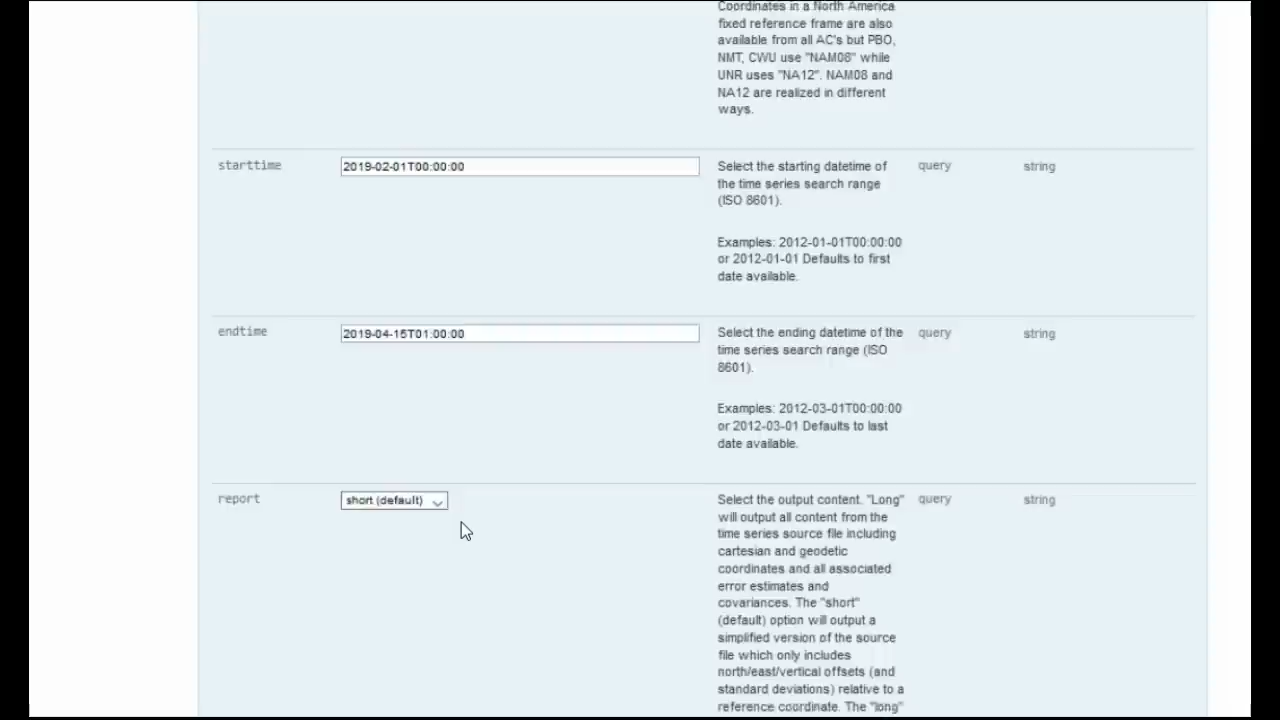 Coordinates in a North America
fixed reference frame are also
available from all AC's but PBO,
NMT, CWU use "NAM08" while
UNR uses "NA12". NAM08 and
NA12 are realized in different
ways.
starttime
2019-02-01T00:00:00
Select the starting datetime of
the time series search range
(ISO 8601).
query
string
Examples: 2012-01-01T00:00:00
or 2012-01-01 Defaults to first
date available.
endtime
2019-04-15T01:00:00
Select the ending datetime of the
time series search range (ISO
8601).
query
string
Examples: 2012-03-01T00:00:00
or 2012-03-01 Defaults to last
date available.
report
short (default)
Select the output content. "Long"
will output all content from the
time series source file including
cartesian and geodetic
coordinates and all associated
error estimates and
covariances. The "short"
(default) option will output a
simplified version of the source
file which only includes
north/east/vertical offsets (and
standard deviations) relative to a
reference coordinate. The "long"
query
string